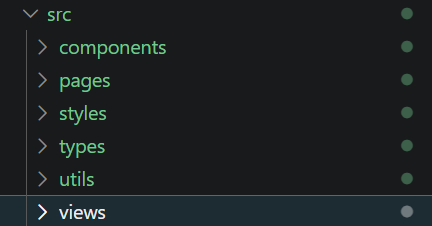 src
components
pages
styles
types
utils
views